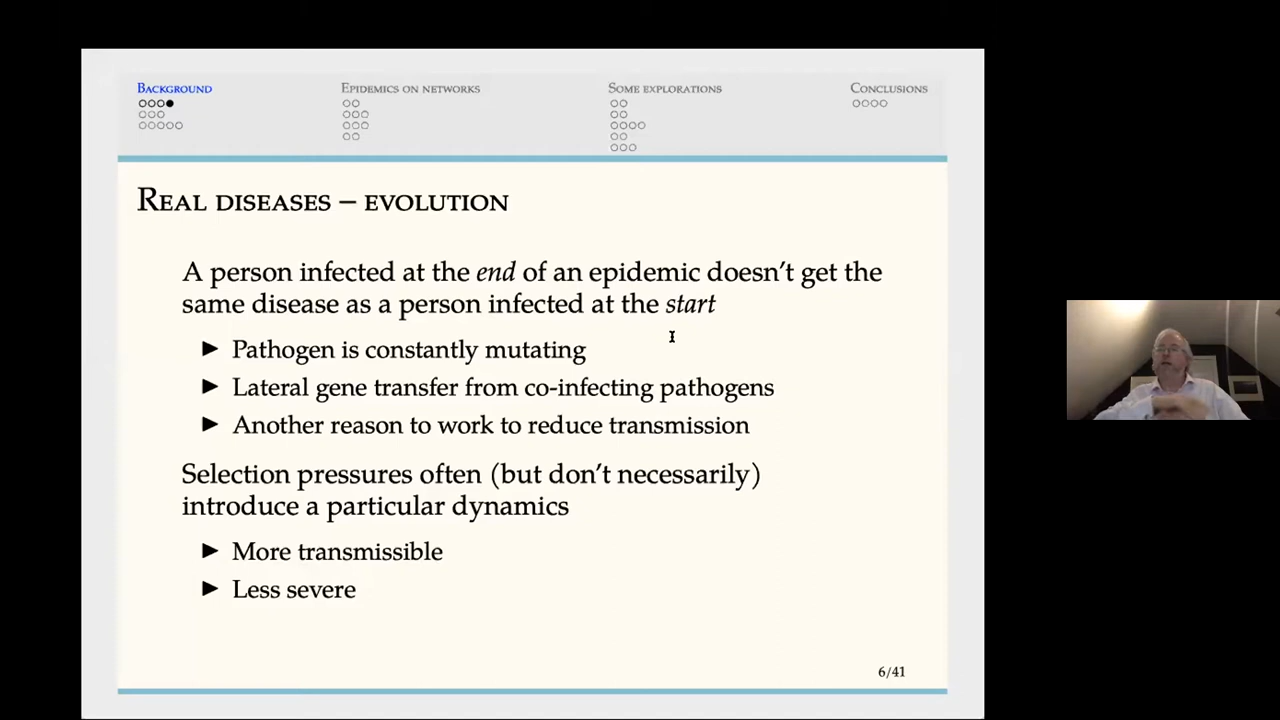 BACKGROUND EPIDEMICS ON NETWORKS SOME EXPLORATIONS CONCLUSIONS
REAL DISEASES – EVOLUTION
A person infected at the end of an epidemic doesn't get the
same disease as a person infected at the start
▶ Pathogen is constantly mutating
▶ Lateral gene transfer from co-infecting pathogens
▶ Another reason to work to reduce transmission
Selection pressures often (but don't necessarily)
introduce a particular dynamics
▶ More transmissible
▶ Less severe
6/41